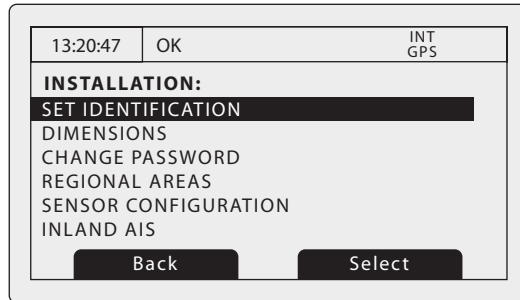 13:20:47 OK INT
GPS
INSTALLATION:
SET IDENTIFICATION
DIMENSIONS
CHANGE PASSWORD
REGIONAL AREAS
SENSOR CONFIGURATION
INLAND AIS
Back Select